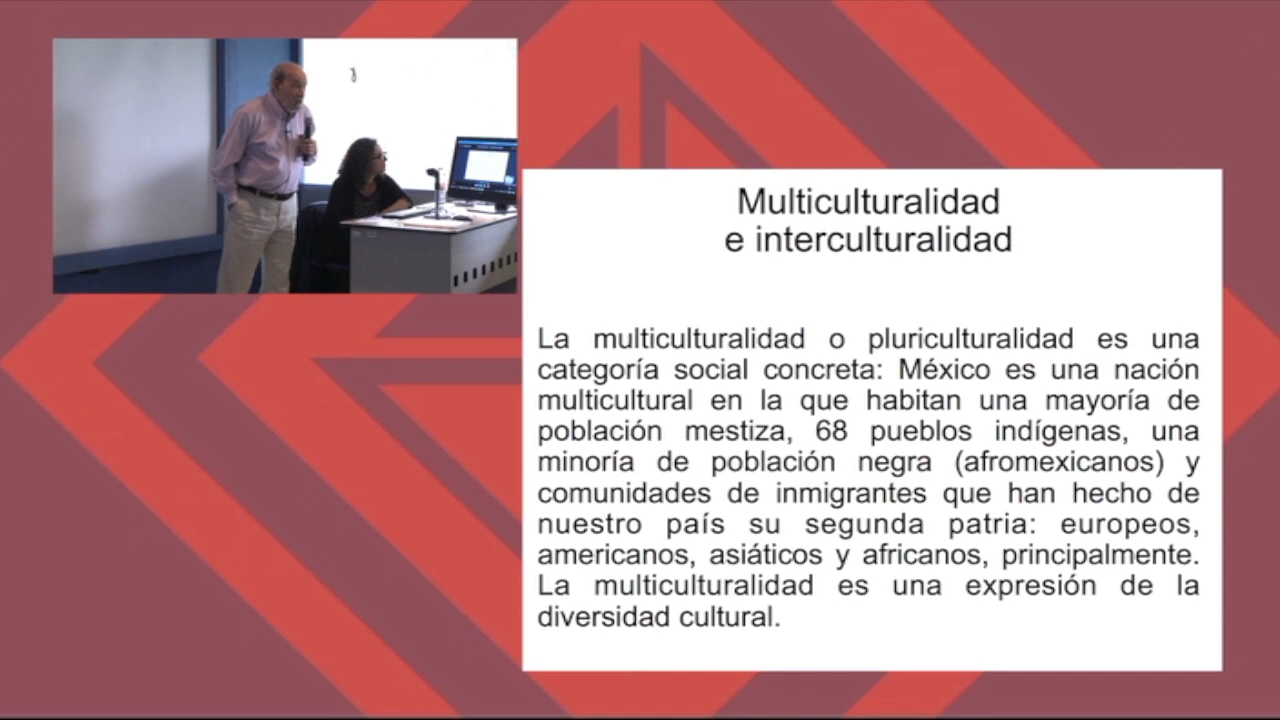 Multiculturalidad
e interculturalidad
La multiculturalidad o pluriculturalidad es una
categoría social concreta: México es una nación
multicultural en la que habitan una mayoría de
población mestiza, 68 pueblos indígenas, una
minoría de población negra (afromexicanos) y
comunidades de inmigrantes que han hecho de
nuestro país su segunda patria: europeos,
americanos, asiáticos y africanos, principalmente.
La multiculturalidad es una expresión de la
diversidad cultural.